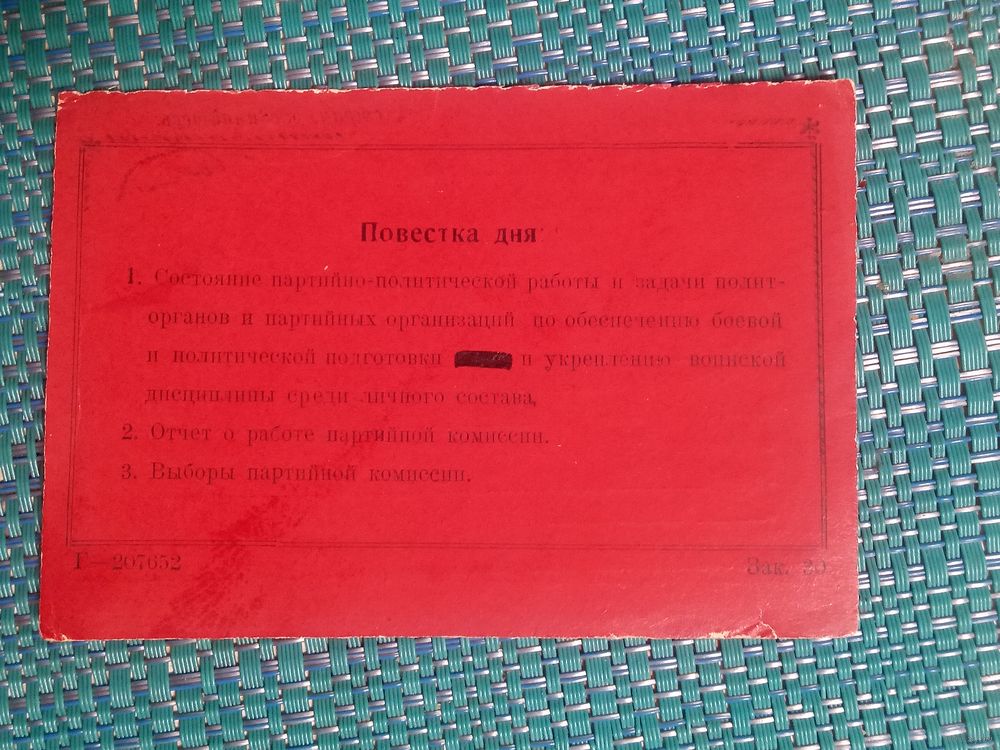 Повестка дня
1. Состояние партийно-политической работы и задачи полит-
органов и партийных организаций по обеспечению боевой
и политической подготовки и укреплению воинской
дисциплины среди личного состава.
2. Отчет о работе партийной комиссии.
3. Выборы партийной комиссии.
Г—207652
Зак. 20